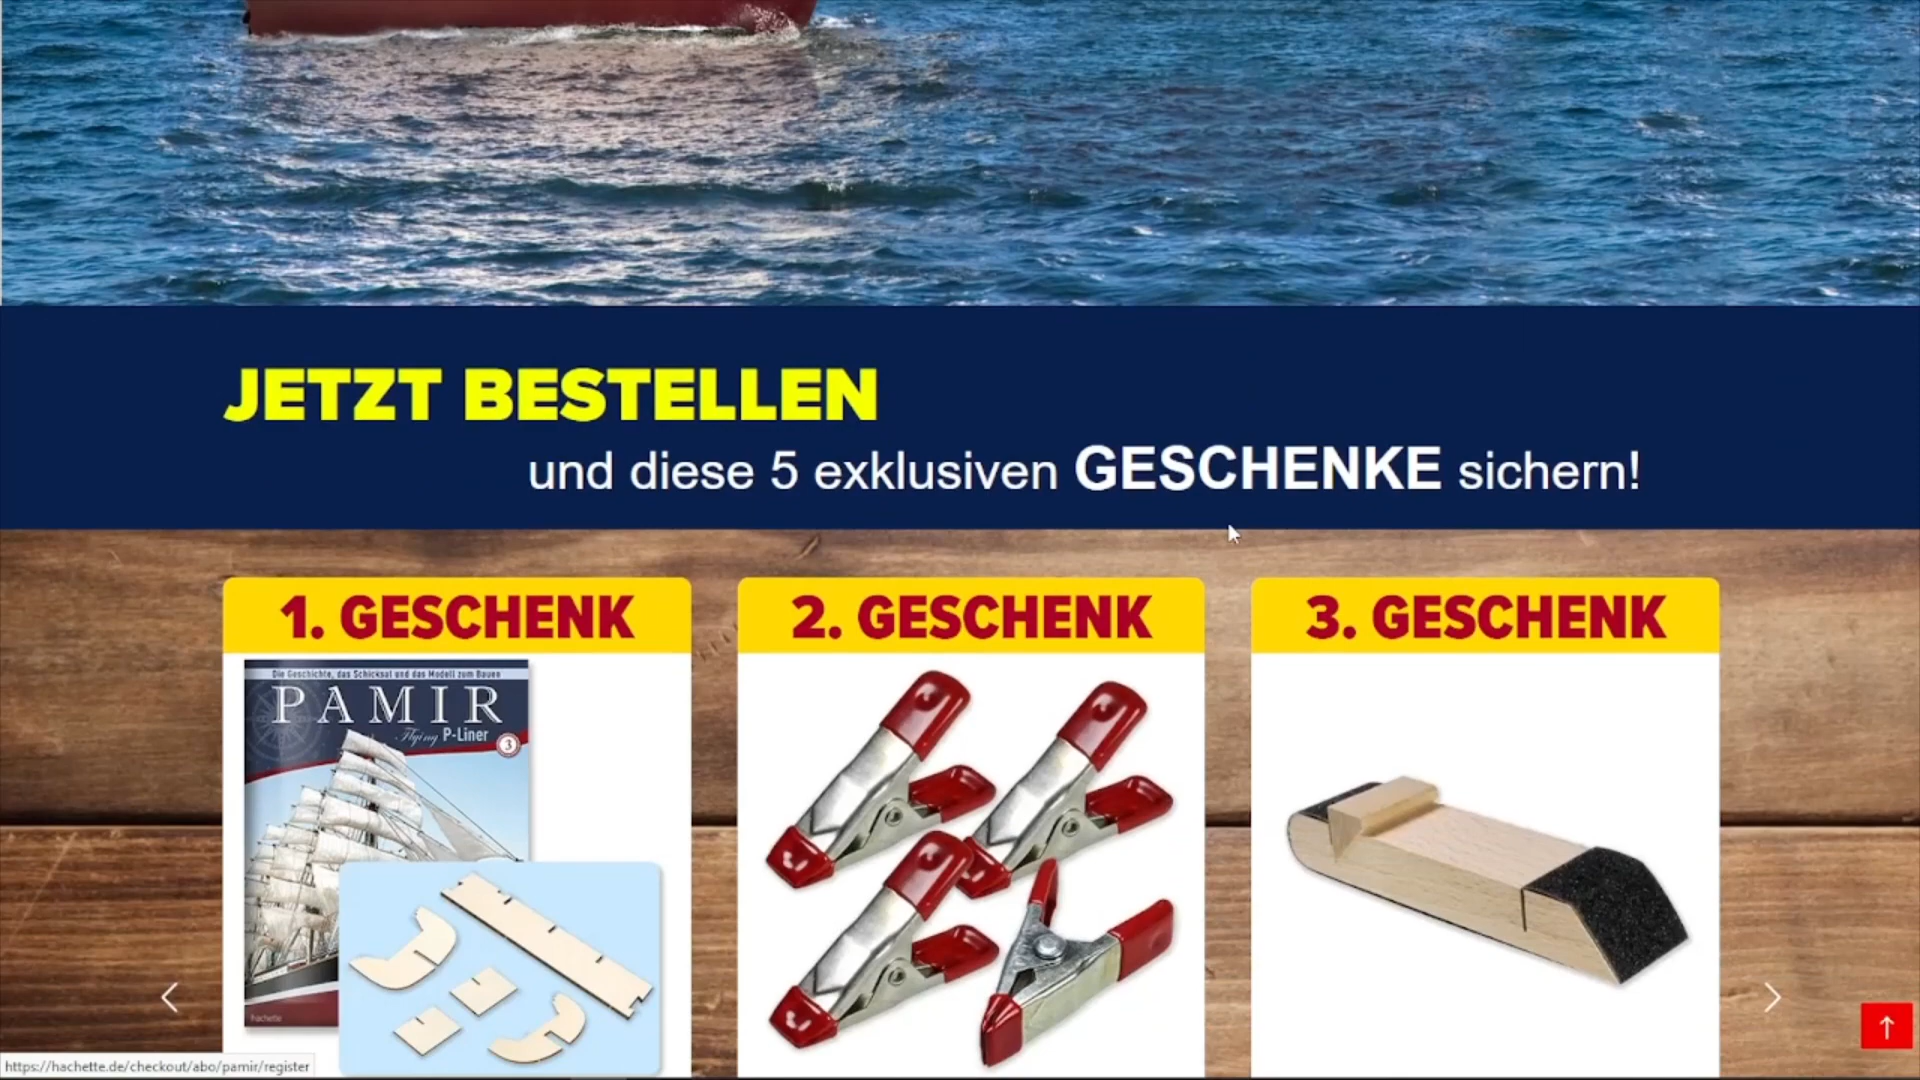 JETZT BESTELLEN
und diese 5 exklusiven GESCHENKE sichern!
1. GESCHENK
2. GESCHENK
3. GESCHENK
Die Geschichte, das Schicksal und das Modell zum Bauen
PAMIR
Flying P-Liner
3
hachette
https://hachette.de/checkout/abo/pamir/register